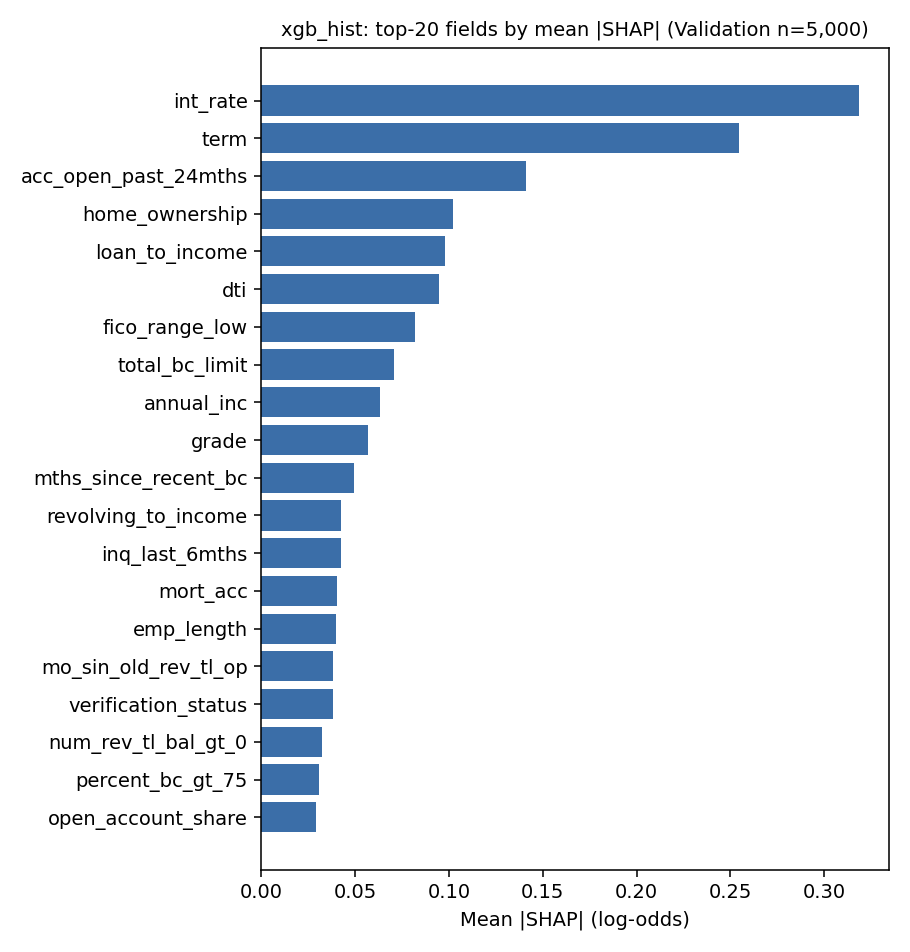 xgb_hist: top-20 fields by mean |SHAP| (Validation n=5,000)
int_rate
term
acc_open_past_24mths
home_ownership
loan_to_income
dti
fico_range_low
total_bc_limit
annual_inc
grade
mths_since_recent_bc
revolving_to_income
inq_last_6mths
mort_acc
emp_length
mo_sin_old_rev_tl_op
verification_status
num_rev_tl_bal_gt_0
percent_bc_gt_75
open_account_share
0.00 0.05 0.10 0.15 0.20 0.25 0.30
Mean |SHAP| (log-odds)